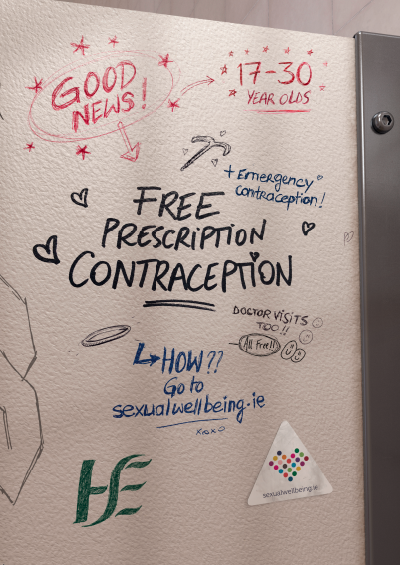 GOOD
NEWS!
17-30
YEAR OLDS
+ Emergency
contraception!
FREE
PRESCRIPTION
CONTRACEPTION
DOCTOR VISITS
TOO!!
All Free!!
HOW??
Go to
sexualwellbeing.ie
xoxo
HSE
sexualwellbeing.ie